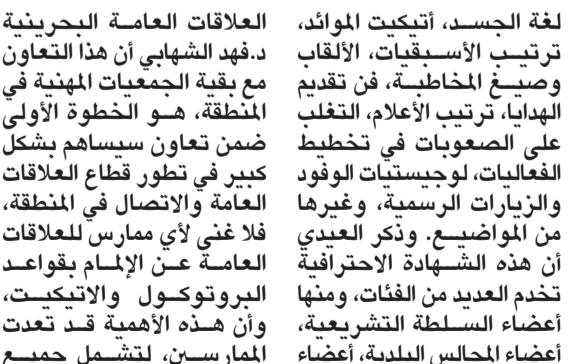 لغة الجسد، أتيكيت الموائد،
ترتيب الأسبقيات، الألقاب
وصيغ المخاطبة، فن تقديم
الهدايا، ترتيب الأعلام، التغلب
على الصعوبات في تخطيط
الفعاليات، لوجيستيات الوفود
والزيارات الرسمية، وغيرها
من المواضيع. وذكر العيدي
أن هذه الشهادة الاحترافية
تخدم العديد من الفئات، ومنها
أعضاء السلطة التشريعية،
أعضاء المجالس البلدية، أعضاء
العلاقات العامة البحرينية
د.فهد الشهابي أن هذا التعاون
مع بقية الجمعيات المهنية في
المنطقة، هو الخطوة الأولى
ضمن تعاون سيساهم بشكل
كبير في تطور قطاع العلاقات
العامة والاتصال في المنطقة،
فلا غنى لأي ممارس للعلاقات
العامة عن الإلمام بقواعد
البروتوكول والاتيكيت،
وأن هذه الأهمية قد تعدت
الممارسين، لتشمل جميع